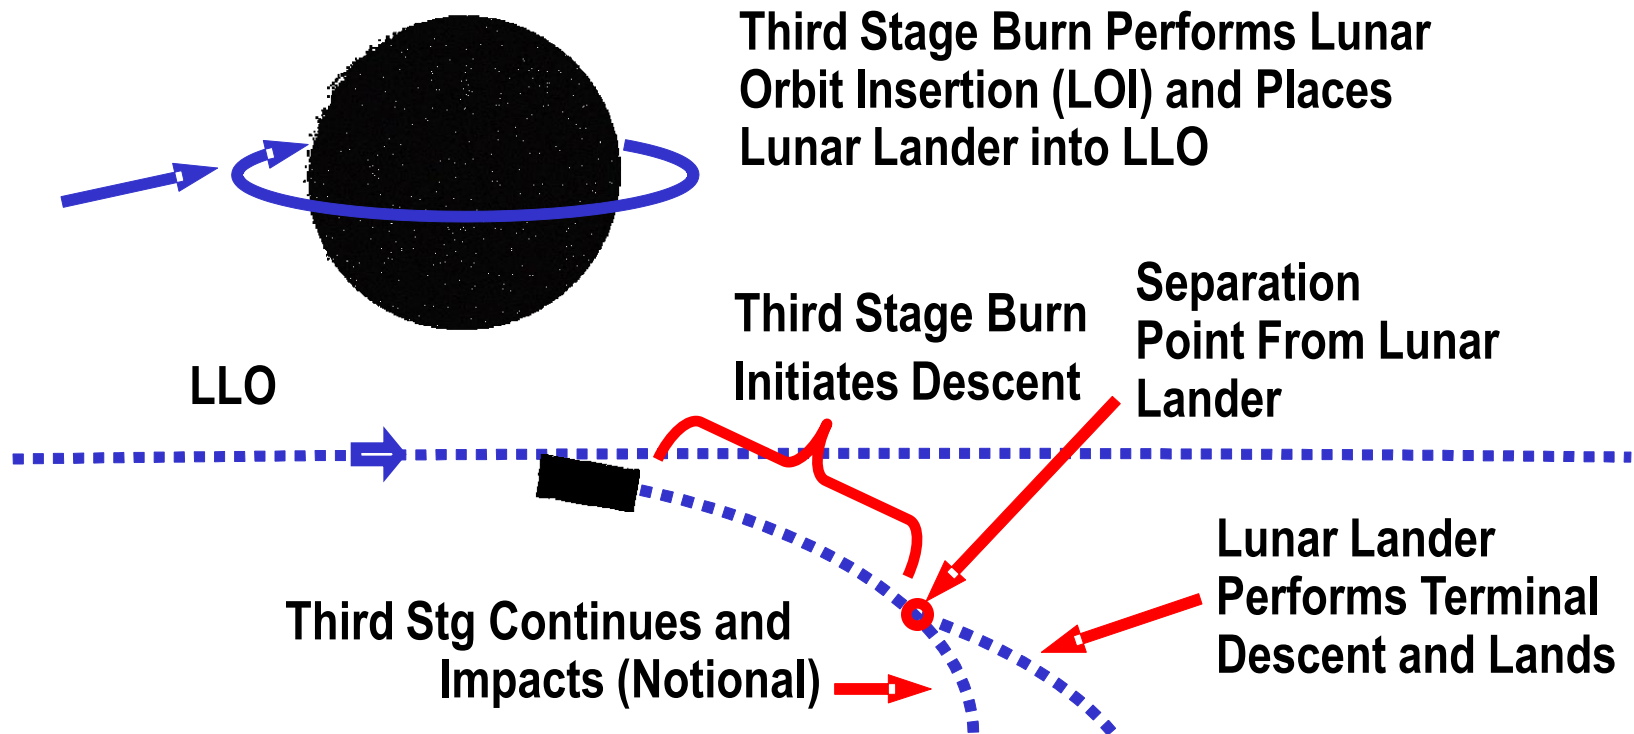 Third Stage Burn Performs Lunar
Orbit Insertion (LOI) and Places
Lunar Lander into LLO
Separation
Point From Lunar
Lander
Third Stage Burn
Initiates Descent
LLO
Lunar Lander
Performs Terminal
Descent and Lands
Third Stg Continues and
Impacts (Notional)